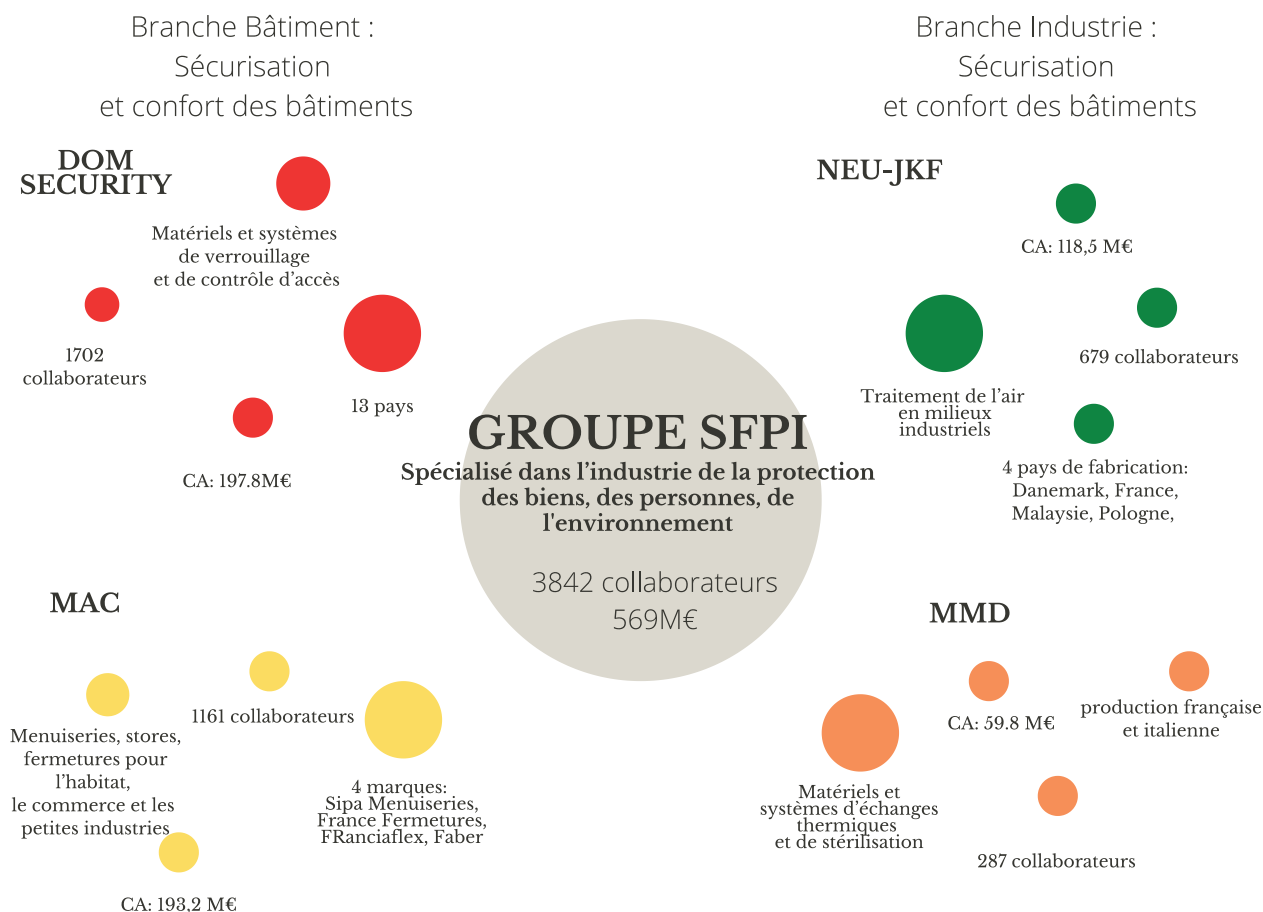 Branche Bâtiment :
Sécurisation
et confort des bâtiments
DOM
SECURITY
Matériels et systèmes
de verrouillage
et de contrôle d’accès
1702
collaborateurs
13 pays
CA: 197.8M€
Branche Industrie :
Sécurisation
et confort des bâtiments
NEU-JKF
CA: 118,5 M€
679 collaborateurs
Traitement de l’air
en milieux
industriels
4 pays de fabrication:
Danemark, France,
Malaysie, Pologne,
GROUPE SFPI
Spécialisé dans l’industrie de la protection
des biens, des personnes, de
l'environnement
3842 collaborateurs
569M€
MAC
1161 collaborateurs
Menuiseries, stores,
fermetures pour
l’habitat,
le commerce et les
petites industries
4 marques:
Sipa Menuiseries,
France Fermetures,
FRanciaflex, Faber
CA: 193,2 M€
MMD
CA: 59.8 M€
production française
et italienne
Matériels et
systèmes d’échanges
thermiques
et de stérilisation
287 collaborateurs